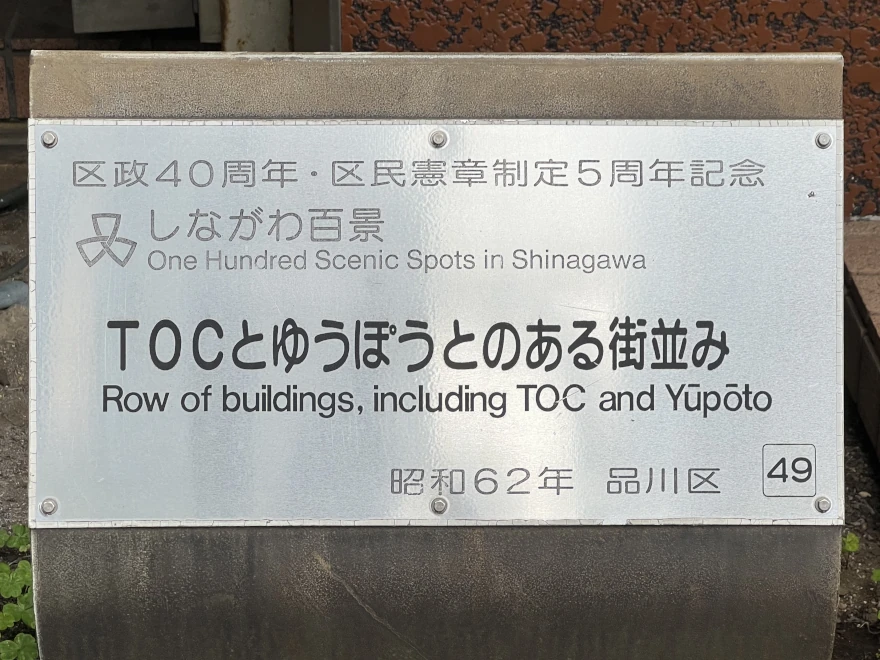 区政40周年・区民憲章制定5周年記念
しながわ百景
One Hundred Scenic Spots in Shinagawa
TOCとゆうぽうとのある街並み
Row of buildings, including TOC and Yūpōto
昭和62年 品川区 49